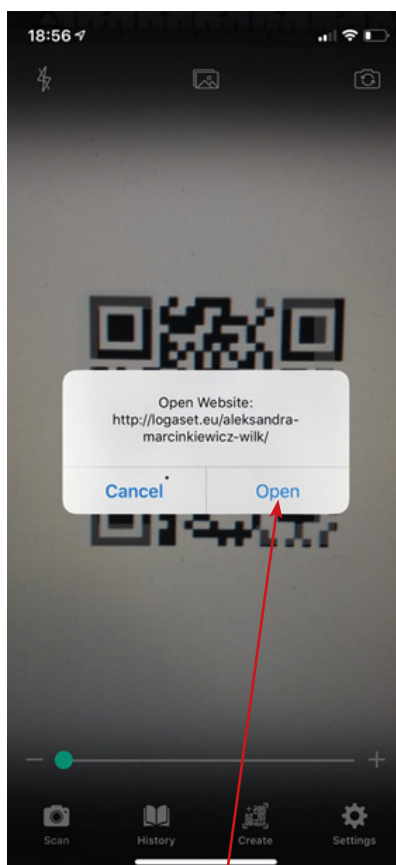 18:56
Open Website:
http://logaset.eu/aleksandra-
marcinkiewicz-wilk/
Cancel
Open
Scan
History
Create
Settings